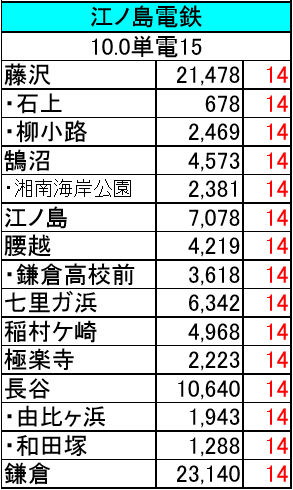 江ノ島電鉄
10.0単電15
藤沢 21,478 14
・石上 678 14
・柳小路 2,469 14
鵠沼 4,573 14
・湘南海岸公園 2,381 14
江ノ島 7,078 14
腰越 4,219 14
・鎌倉高校前 3,618 14
七里ガ浜 6,342 14
稲村ケ崎 4,968 14
極楽寺 2,223 14
長谷 10,640 14
・由比ヶ浜 1,943 14
・和田塚 1,288 14
鎌倉 23,140 14